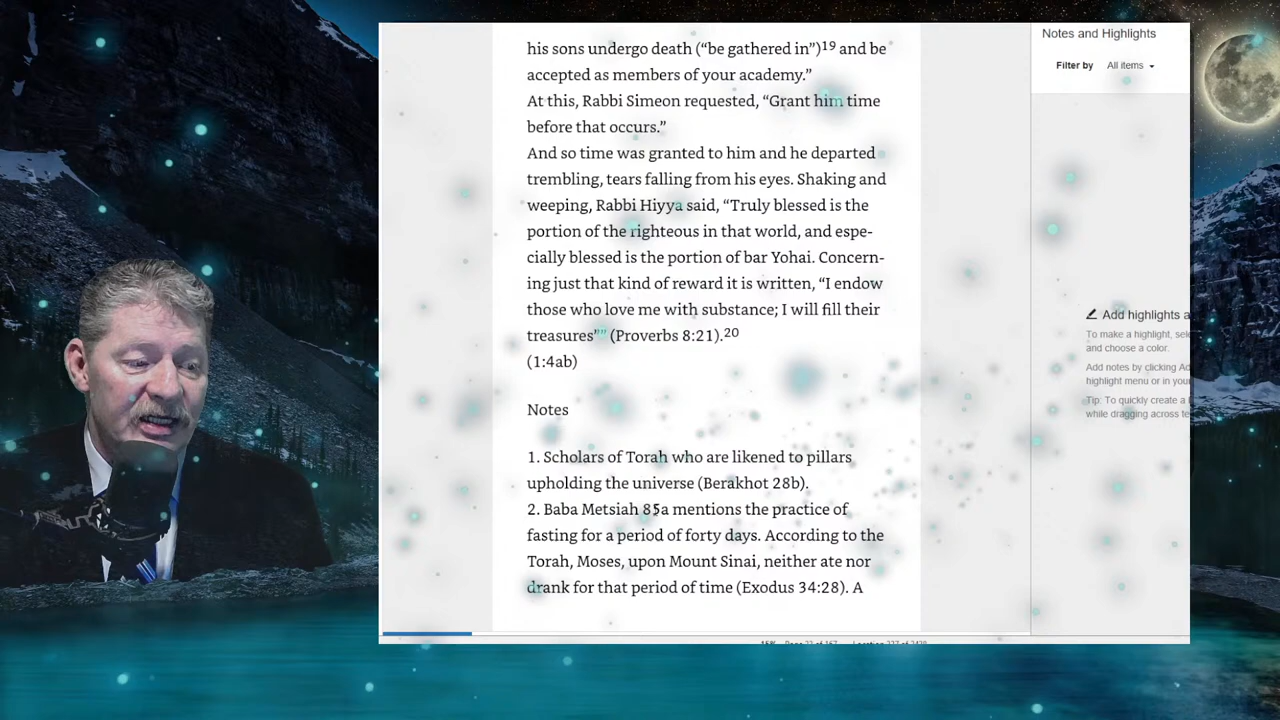 his sons undergo death (“be gathered in”)19 and be
accepted as members of your academy.”
At this, Rabbi Simeon requested, “Grant him time
before that occurs.”
And so time was granted to him and he departed
trembling, tears falling from his eyes. Shaking and
weeping, Rabbi Hiyya said, “Truly blessed is the
portion of the righteous in that world, and espe-
cially blessed is the portion of bar Yohai. Concern-
ing just that kind of reward it is written, “I endow
those who love me with substance; I will fill their
treasures’” (Proverbs 8:21).20
(1:4ab)
Notes
1. Scholars of Torah who are likened to pillars
upholding the universe (Berakhot 28b).
2. Baba Metsiah 85a mentions the practice of
fasting for a period of forty days. According to the
Torah, Moses, upon Mount Sinai, neither ate nor
drank for that period of time (Exodus 34:28). A
Notes and Highlights
Filter by All items
Add highlights a
To make a highlight, sele
and choose a color.
Add notes by clicking Ad
highlight menu or in your
Tip: To quickly create a
while dragging across te